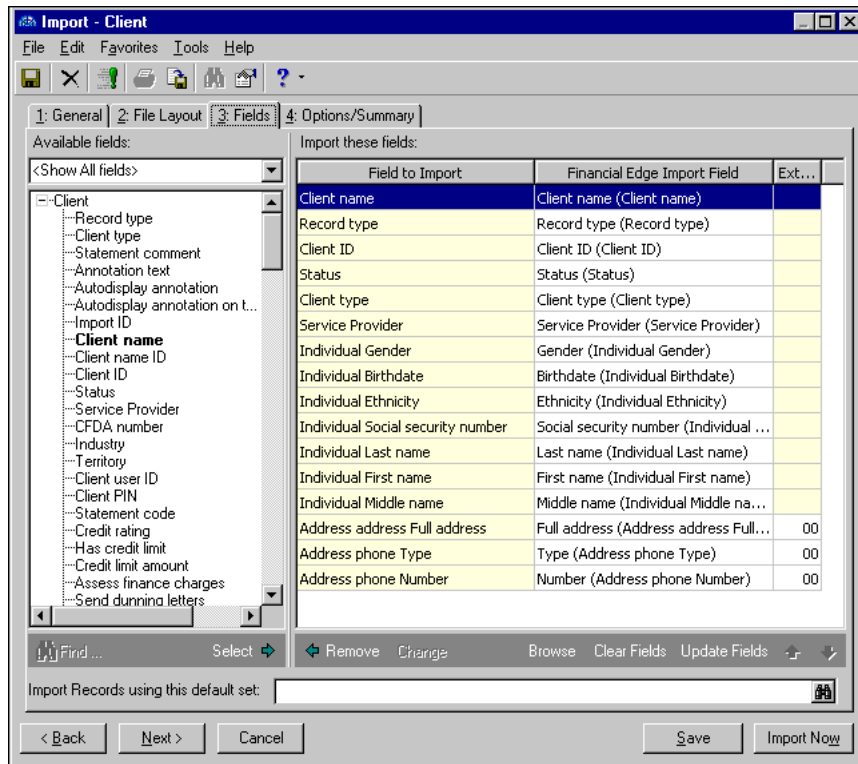 Import - Client
File Edit Favorites Tools Help
1: General 2: File Layout 3: Fields 4: Options/Summary
Available fields:
<Show All fields>
Client
Record type
Client type
Statement comment
Annotation text
Autodisplay annotation
Autodisplay annotation on t...
Import ID
Client name
Client name ID
Client ID
Status
Service Provider
CFDA number
Industry
Territory
Client user ID
Client PIN
Statement code
Credit rating
Has credit limit
Credit limit amount
Assess finance charges
Send dunning letters
Find ... Select
Import these fields:
Field to Import Financial Edge Import Field Ext...
Client name Client name (Client name)
Record type Record type (Record type)
Client ID Client ID (Client ID)
Status Status (Status)
Client type Client type (Client type)
Service Provider Service Provider (Service Provider)
Individual Gender Gender (Individual Gender)
Individual Birthdate Birthdate (Individual Birthdate)
Individual Ethnicity Ethnicity (Individual Ethnicity)
Individual Social security number Social security number (Individual ...
Individual Last name Last name (Individual Last name)
Individual First name First name (Individual First name)
Individual Middle name Middle name (Individual Middle na...
Address address Full address Full address (Address address Full... 00
Address phone Type Type (Address phone Type) 00
Address phone Number Number (Address phone Number) 00
Remove Change Browse Clear Fields Update Fields
Import Records using this default set:
< Back Next > Cancel Save Import Now